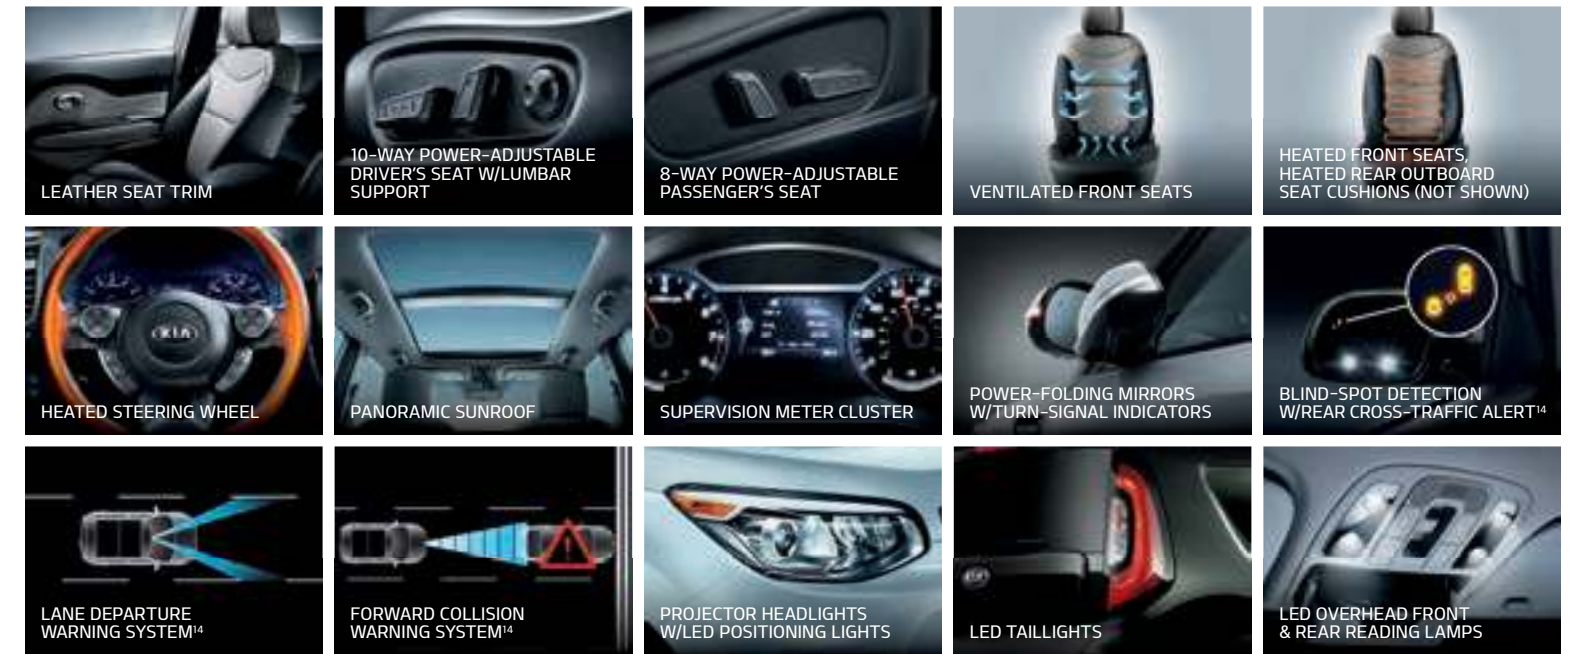 LEATHER SEAT TRIM
10-WAY POWER-ADJUSTABLE
DRIVER'S SEAT W/LUMBAR
SUPPORT
8-WAY POWER-ADJUSTABLE
PASSENGER'S SEAT
VENTILATED FRONT SEATS
HEATED FRONT SEATS,
HEATED REAR OUTBOARD
SEAT CUSHIONS (NOT SHOWN)
KIA
HEATED STEERING WHEEL
PANORAMIC SUNROOF
SUPERVISION METER CLUSTER
POWER-FOLDING MIRRORS
W/TURN-SIGNAL INDICATORS
BLIND-SPOT DETECTION
W/REAR CROSS-TRAFFIC ALERT¹⁴
LANE DEPARTURE
WARNING SYSTEM¹⁴
FORWARD COLLISION
WARNING SYSTEM¹⁴
PROJECTOR HEADLIGHTS
W/LED POSITIONING LIGHTS
LED TAILLIGHTS
LED OVERHEAD FRONT
& REAR READING LAMPS